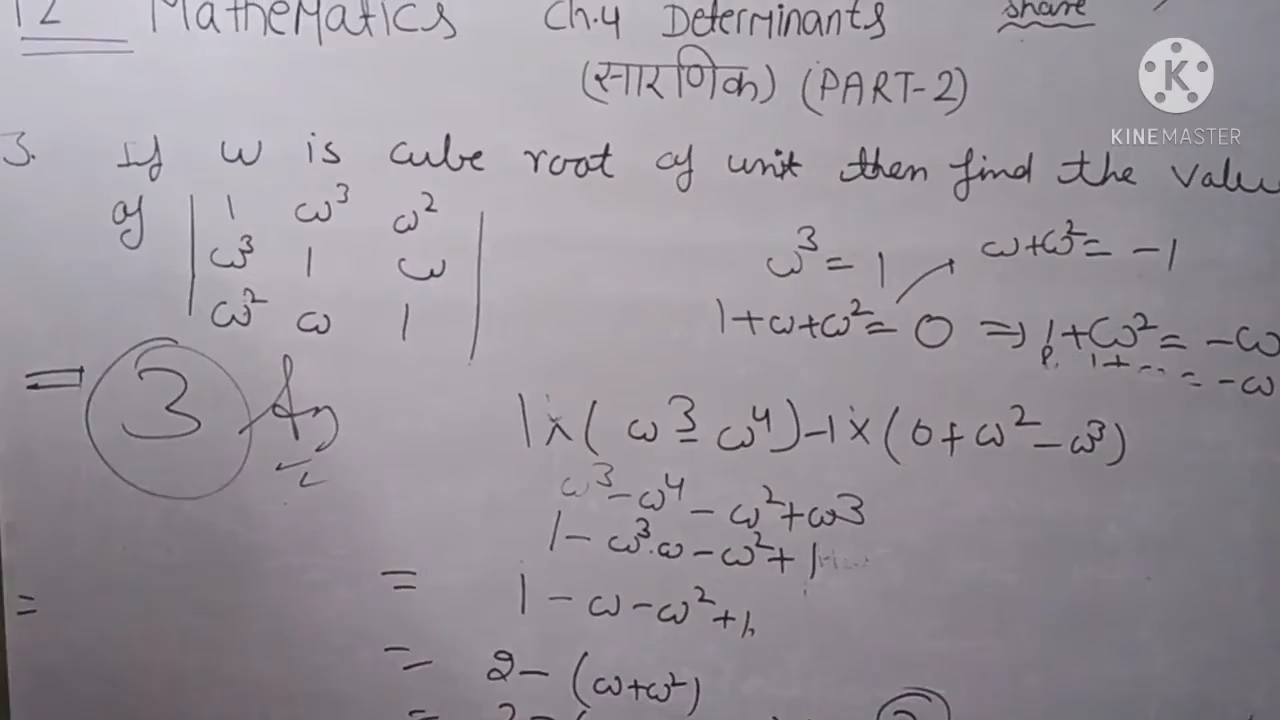 12 Mathematics Ch.4 Determinants share
(सारणिक) (PART-2)
K
KINEMASTER
3. If ω is cube root of unit then find the value
of | 1 ω³ ω² |
| ω³ 1 ω |
| ω² ω 1 |
ω³ = 1
ω+ω² = -1
1+ω+ω² = 0 ⇒ 1+ω² = -ω
1+ ... = -ω
= 3 Ans
1×(ω³-ω⁴)-1×(0+ω²-ω³)
ω³-ω⁴-ω²+ω3
1-ω³.ω-ω²+1
= 1-ω-ω²+1
=
= 2-(ω+ω²)
=